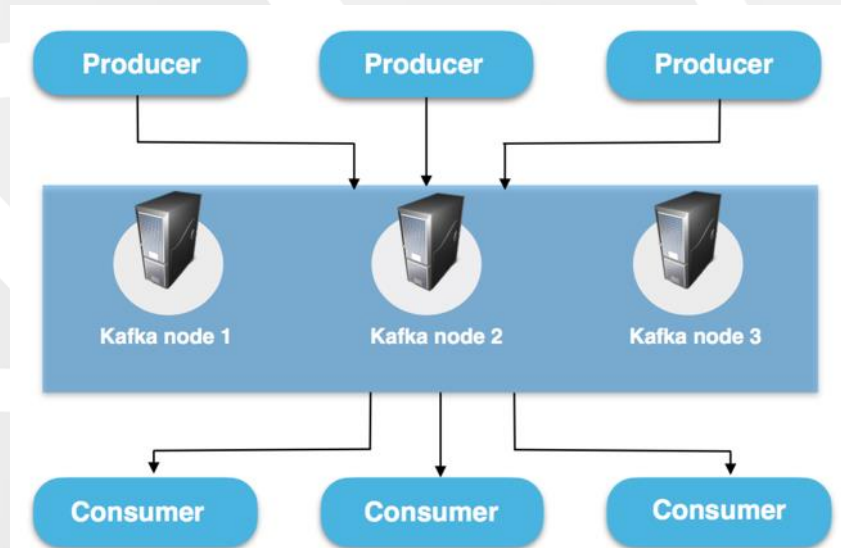 Producer
Producer
Producer
Kafka node 1
Kafka node 2
Kafka node 3
Consumer
Consumer
Consumer